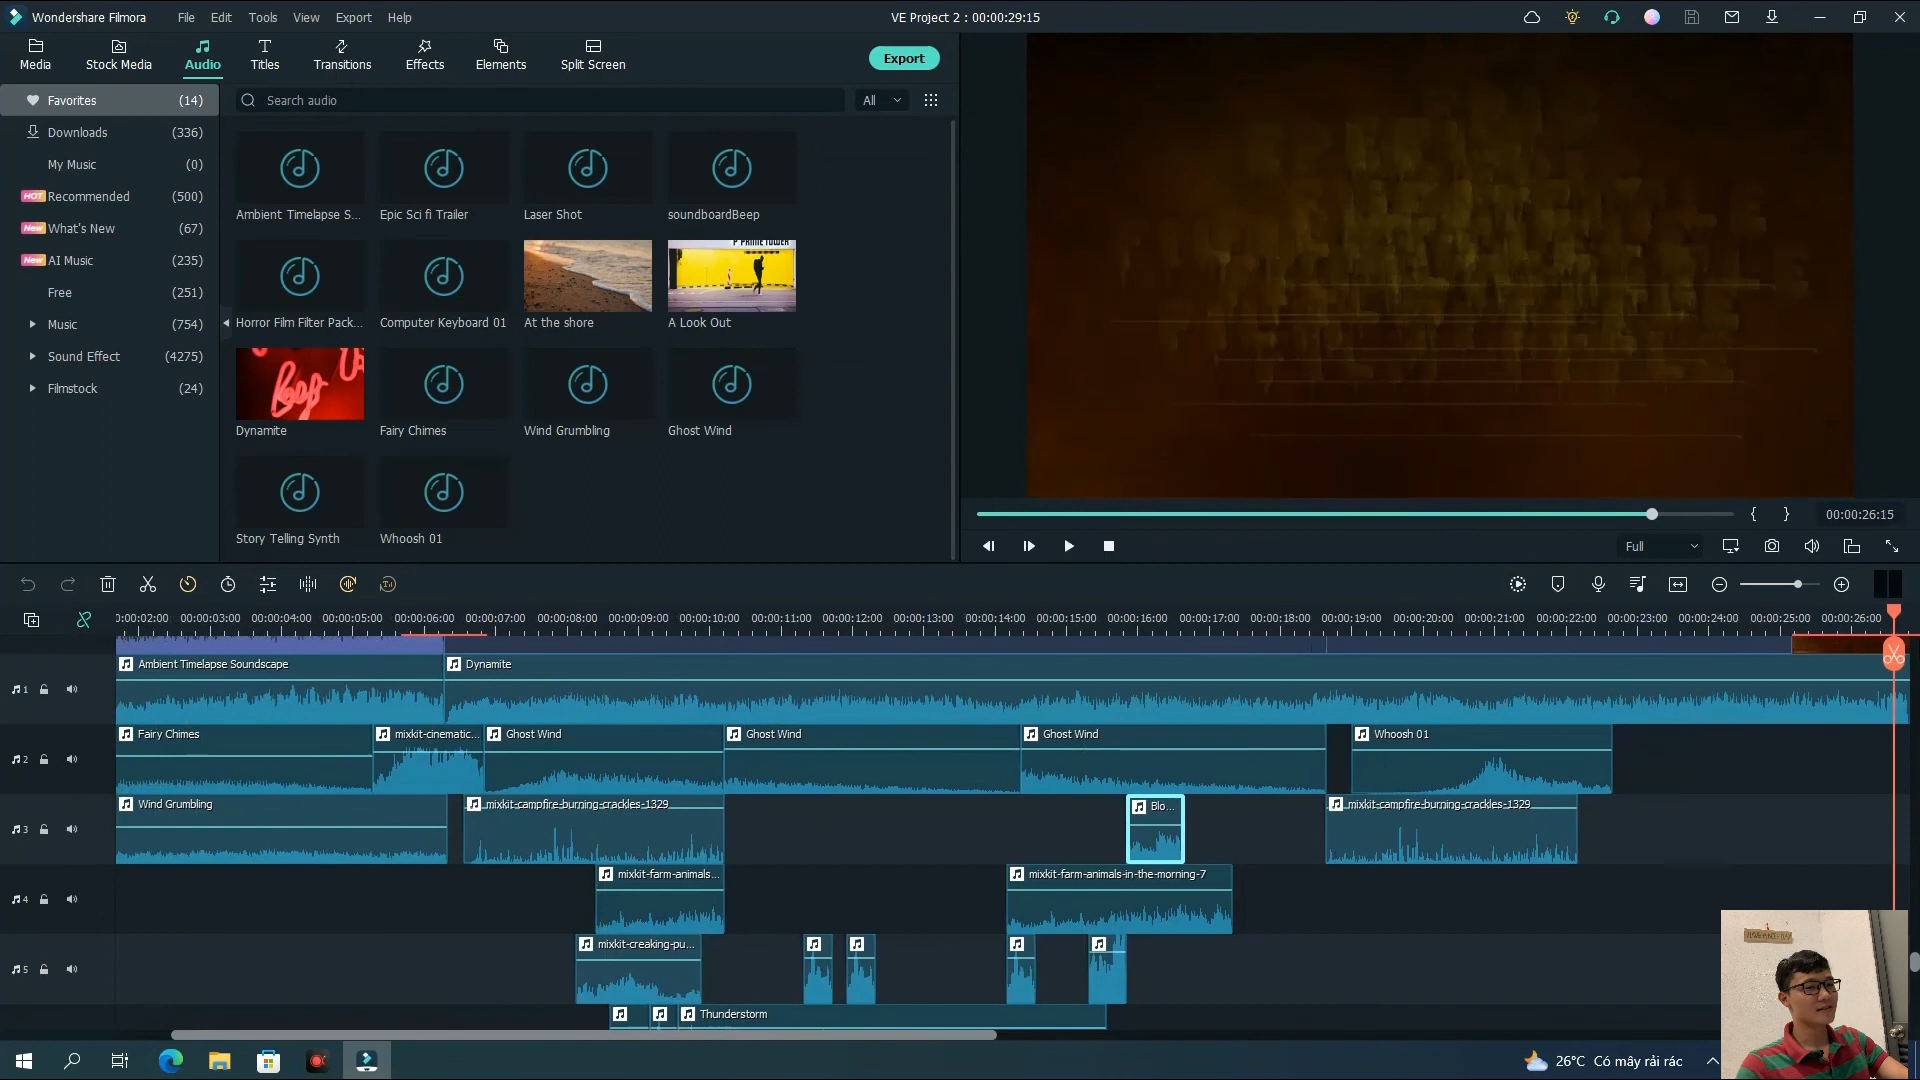 Wondershare Filmora File Edit Tools View Export Help
VE Project 2 : 00:00:29:15
Media Stock Media Audio Titles Transitions Effects Elements Split Screen
Export
Favorites (14)
Search audio
All
Downloads (336)
My Music (0)
HOT Recommended (500)
New What's New (67)
New AI Music (235)
Free (251)
Music (754)
Sound Effect (4275)
Filmstock (24)
Ambient Timelapse S... Epic Sci fi Trailer Laser Shot soundboardBeep
Horror Film Filter Pack... Computer Keyboard 01 At the shore A Look Out
Dynamite Fairy Chimes Wind Grumbling Ghost Wind
Story Telling Synth Whoosh 01
{ } 00:00:26:15
Full
00:00:02:00 00:00:03:00 00:00:04:00 00:00:05:00 00:00:06:00 00:00:07:00 00:00:08:00 00:00:09:00 00:00:10:00 00:00:11:00 00:00:12:00 00:00:13:00 00:00:14:00 00:00:15:00 00:00:16:00 00:00:17:00 00:00:18:00 00:00:19:00 00:00:20:00 00:00:21:00 00:00:22:00 00:00:23:00 00:00:24:00 00:00:25:00 00:00:26:00
Ambient Timelapse Soundscape Dynamite
1
Fairy Chimes mixkit-cinematic... Ghost Wind Ghost Wind Ghost Wind Whoosh 01
2
Wind Grumbling mixkit-campfire-burning-crackles-1329 Blo... mixkit-campfire-burning-crackles-1329
3
mixkit-farm-animals... mixkit-farm-animals-in-the-morning-7
4
mixkit-creaking-pu...
5
Thunderstorm
26°C Có mây rải rác